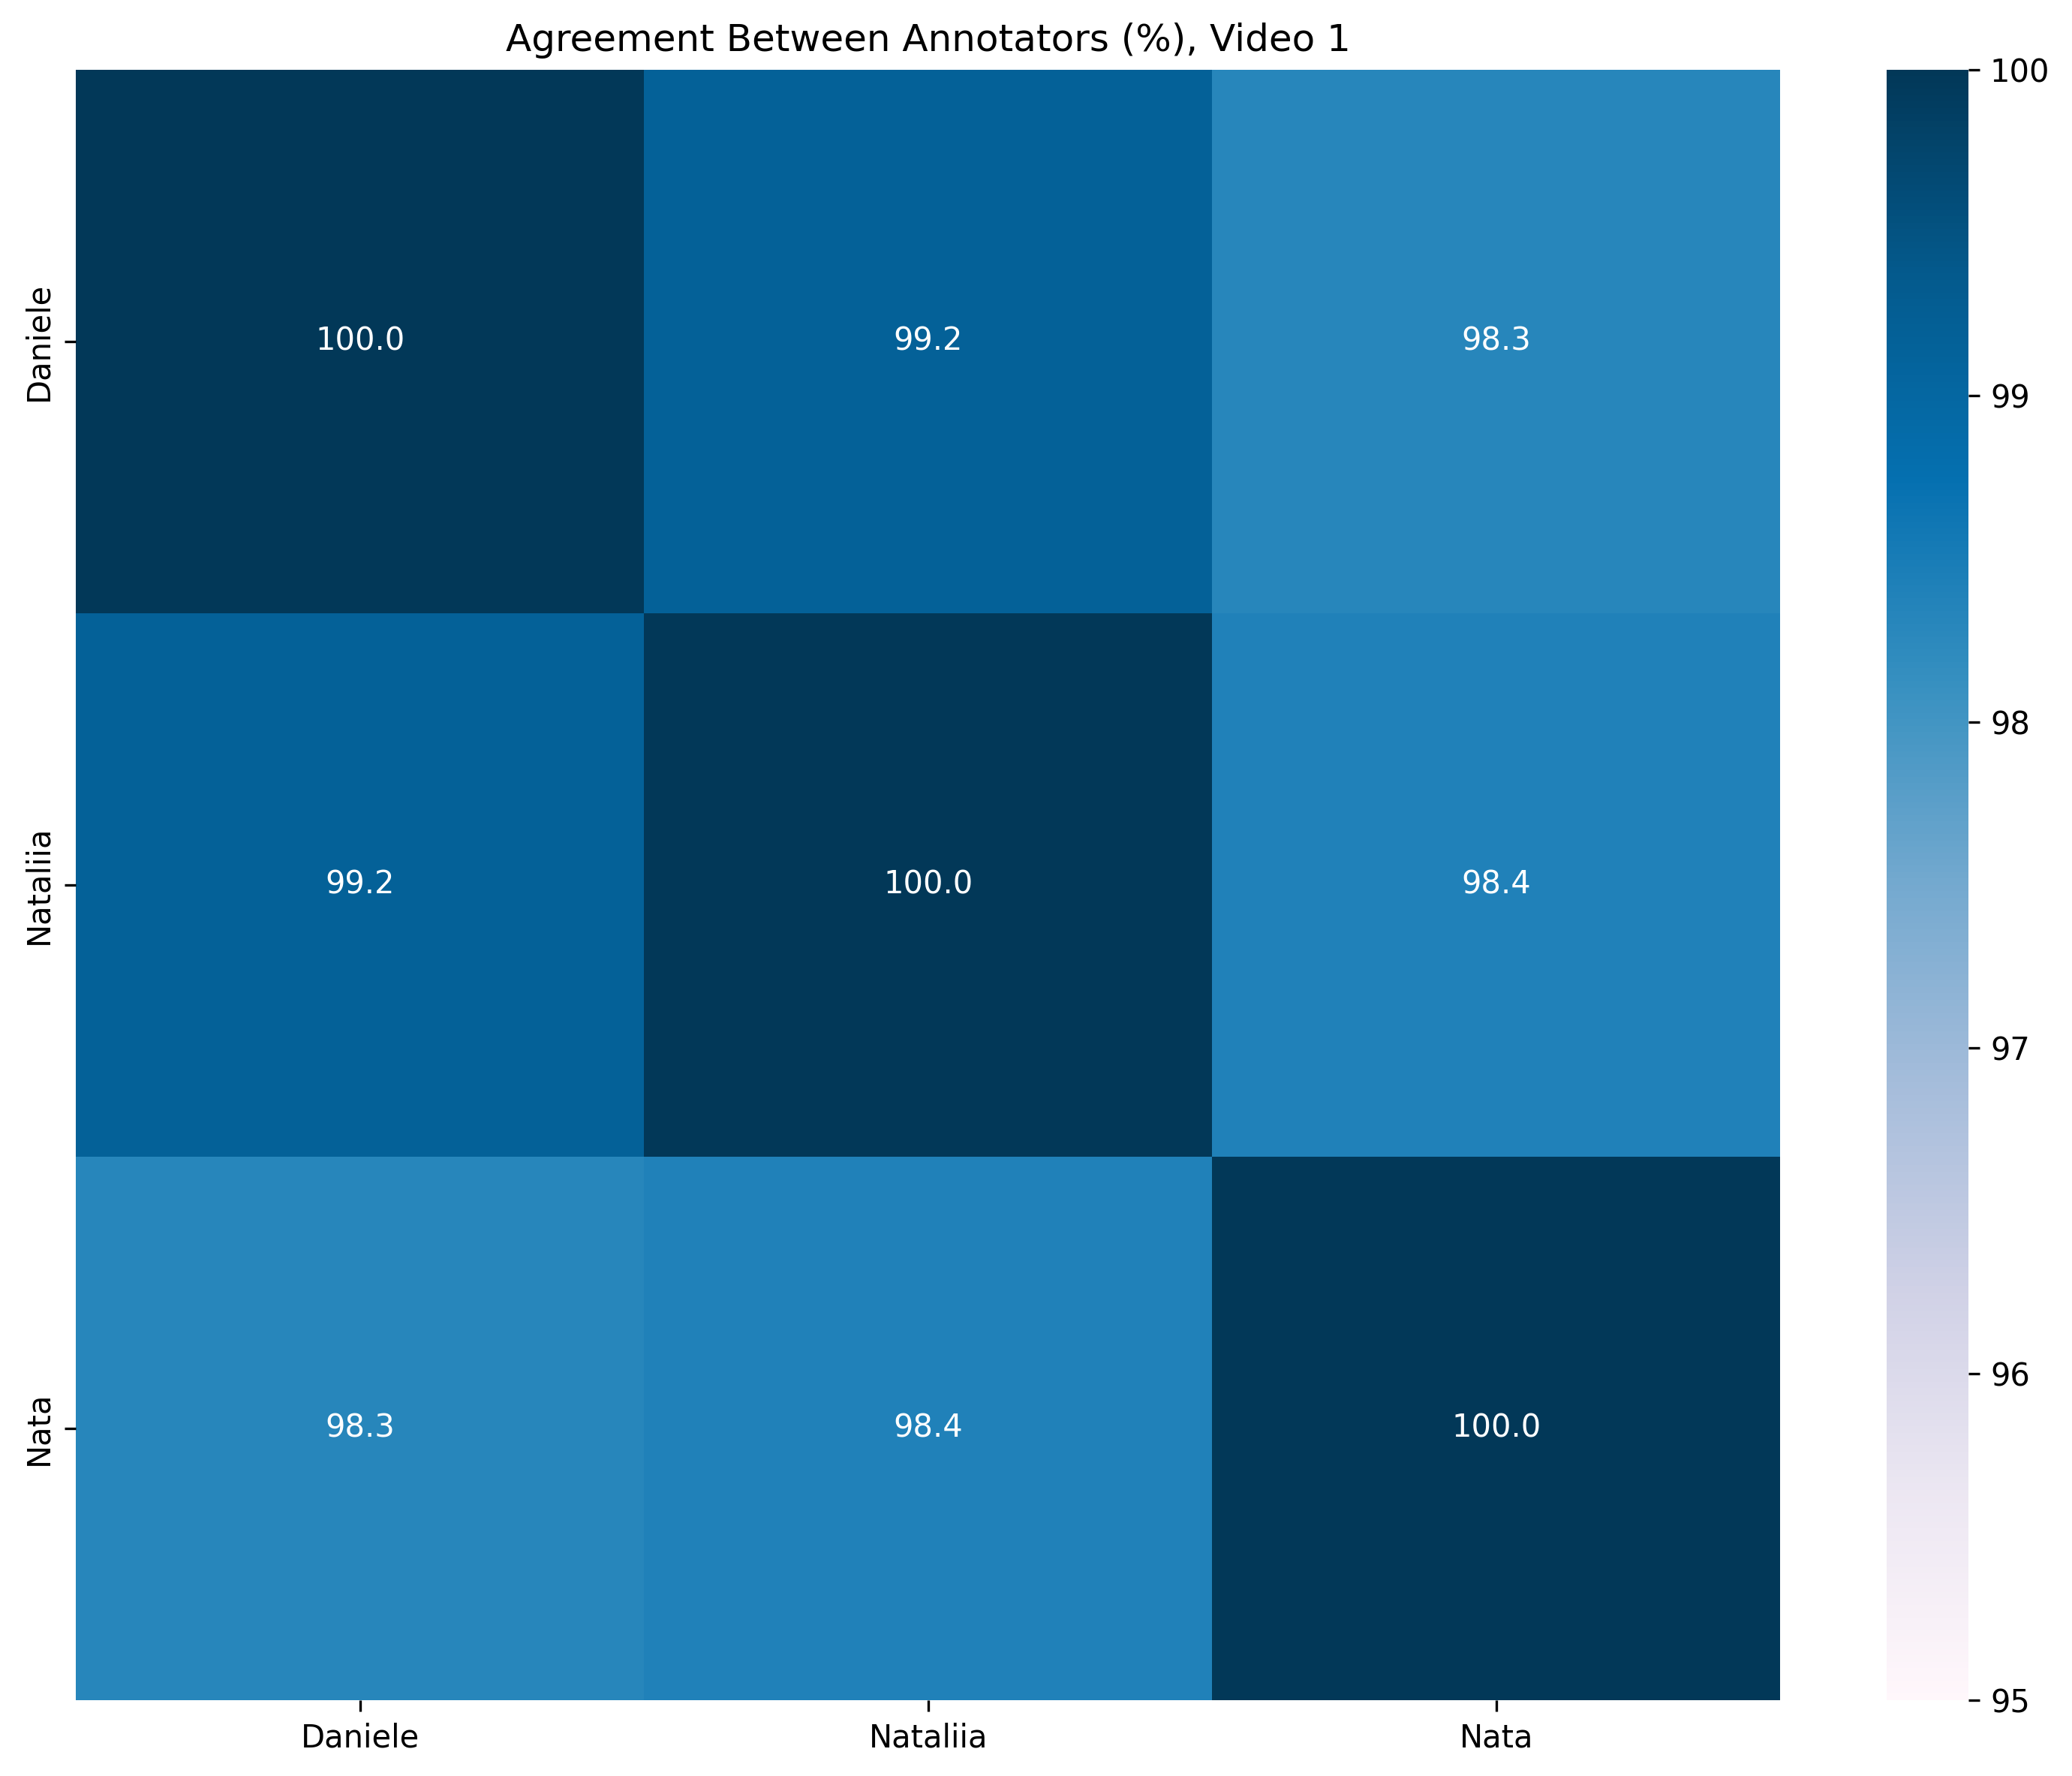 Agreement Between Annotators (%), Video 1
Daniele
100.0
99.2
98.3
Nataliia
99.2
100.0
98.4
Nata
98.3
98.4
100.0
Daniele
Nataliia
Nata
100
99
98
97
96
95